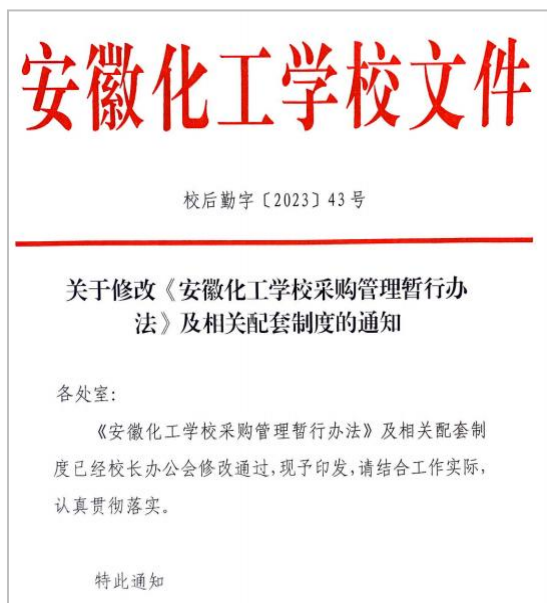 安徽化工学校文件
校后勤字〔2023〕43号
关于修改《安徽化工学校采购管理暂行办
法》及相关配套制度的通知
各处室：
《安徽化工学校采购管理暂行办法》及相关配套制
度已经校长办公会修改通过，现予印发，请结合工作实际，
认真贯彻落实。
特此通知